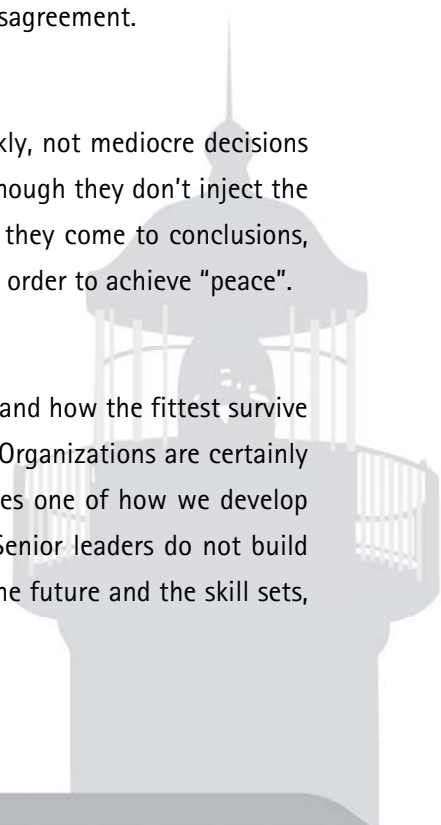 sagreement.
kly, not mediocre decisions
hough they don't inject the
they come to conclusions,
order to achieve “peace”.
and how the fittest survive
Organizations are certainly
es one of how we develop
Senior leaders do not build
he future and the skill sets,